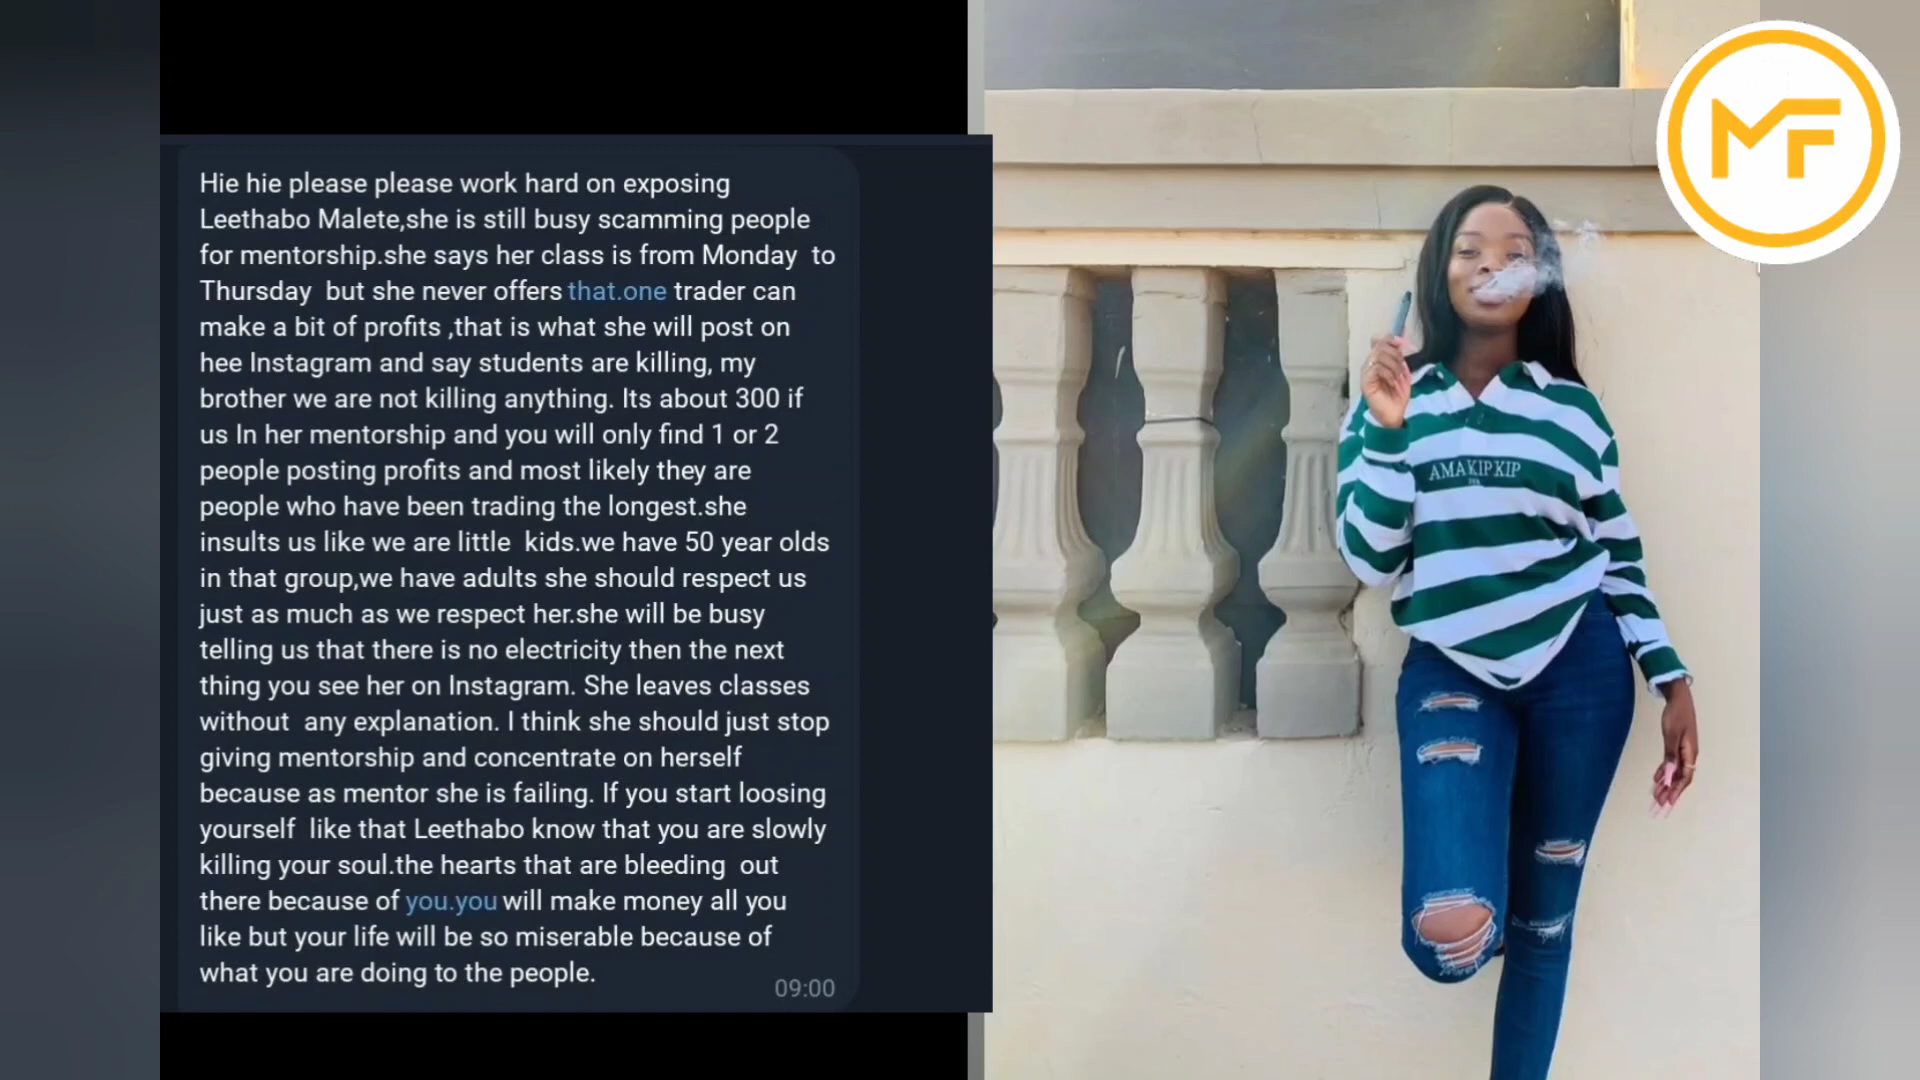 Hie hie please please work hard on exposing
Leethabo Malete,she is still busy scamming people
for mentorship.she says her class is from Monday to
Thursday but she never offers that.one trader can
make a bit of profits ,that is what she will post on
hee Instagram and say students are killing, my
brother we are not killing anything. Its about 300 if
us In her mentorship and you will only find 1 or 2
people posting profits and most likely they are
people who have been trading the longest.she
insults us like we are little kids.we have 50 year olds
in that group,we have adults she should respect us
just as much as we respect her.she will be busy
telling us that there is no electricity then the next
thing you see her on Instagram. She leaves classes
without any explanation. I think she should just stop
giving mentorship and concentrate on herself
because as mentor she is failing. If you start loosing
yourself like that Leethabo know that you are slowly
killing your soul.the hearts that are bleeding out
there because of you.you will make money all you
like but your life will be so miserable because of
what you are doing to the people.
09:00
MF
AMAKIPKIP